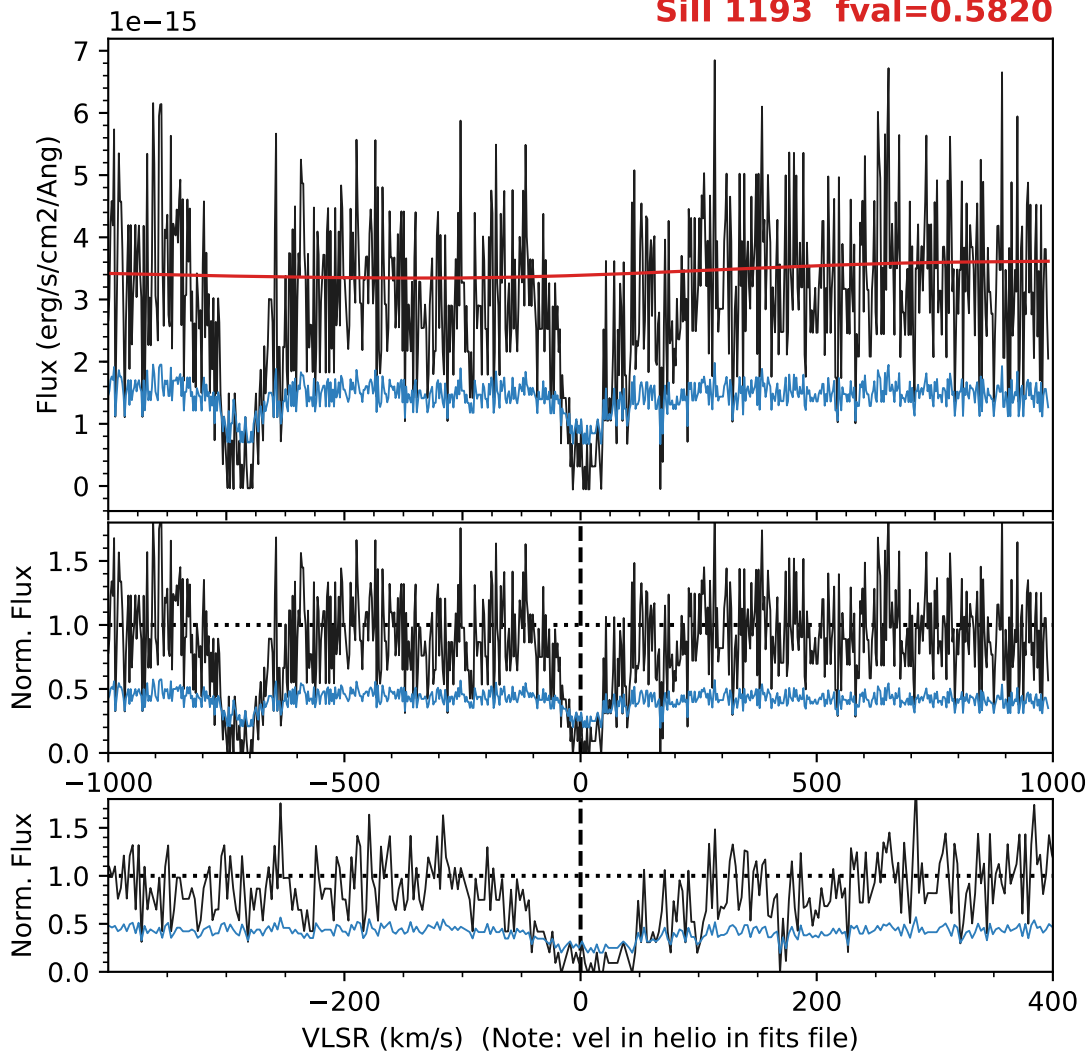 SiII 1193 fval=0.5820
1e−15
7
6
5
4
3
2
1
0
Flux (erg/s/cm2/Ang)
1.5
1.0
0.5
0.0
Norm. Flux
−1000 −500 0 500 1000
1.5
1.0
0.5
0.0
Norm. Flux
−200 0 200 400
VLSR (km/s) (Note: vel in helio in fits file)